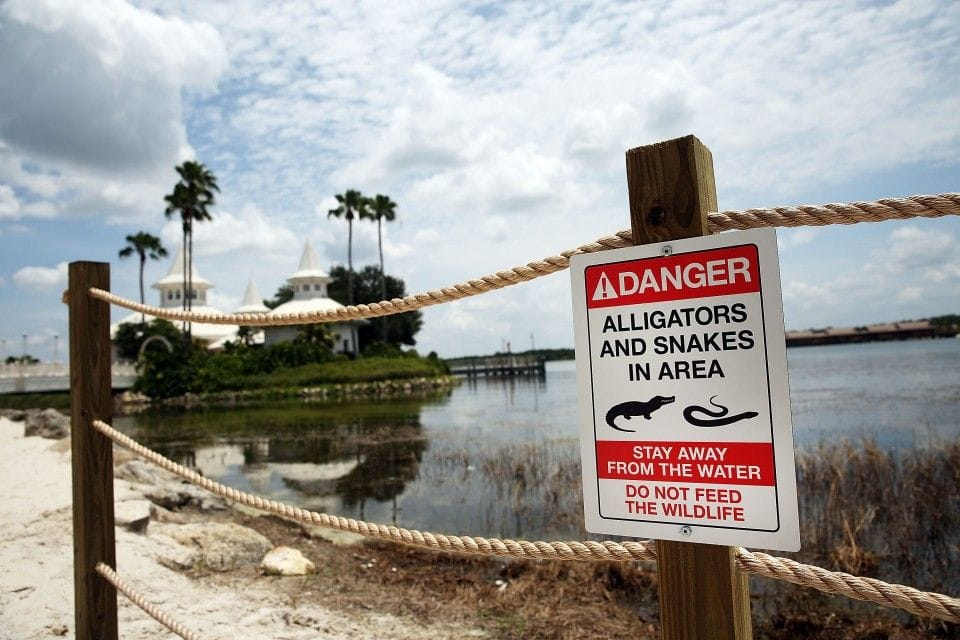 DANGER
ALLIGATORS
AND SNAKES
IN AREA
STAY AWAY
FROM THE WATER
DO NOT FEED
THE WILDLIFE